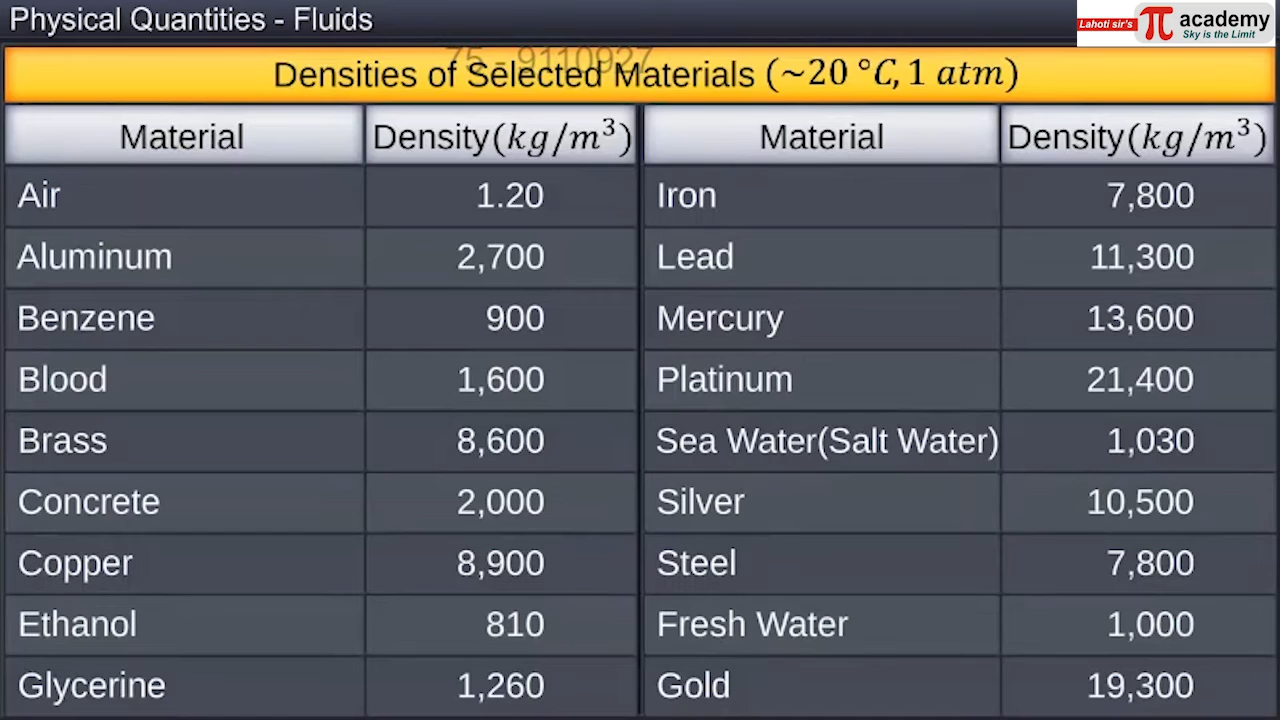 Physical Quantities - Fluids
Lahoti sir's π academy
Sky is the Limit
75 - 9110927
Densities of Selected Materials (~20 °C, 1 atm)
Material Density(kg/m³) Material Density(kg/m³)
Air 1.20 Iron 7,800
Aluminum 2,700 Lead 11,300
Benzene 900 Mercury 13,600
Blood 1,600 Platinum 21,400
Brass 8,600 Sea Water(Salt Water) 1,030
Concrete 2,000 Silver 10,500
Copper 8,900 Steel 7,800
Ethanol 810 Fresh Water 1,000
Glycerine 1,260 Gold 19,300